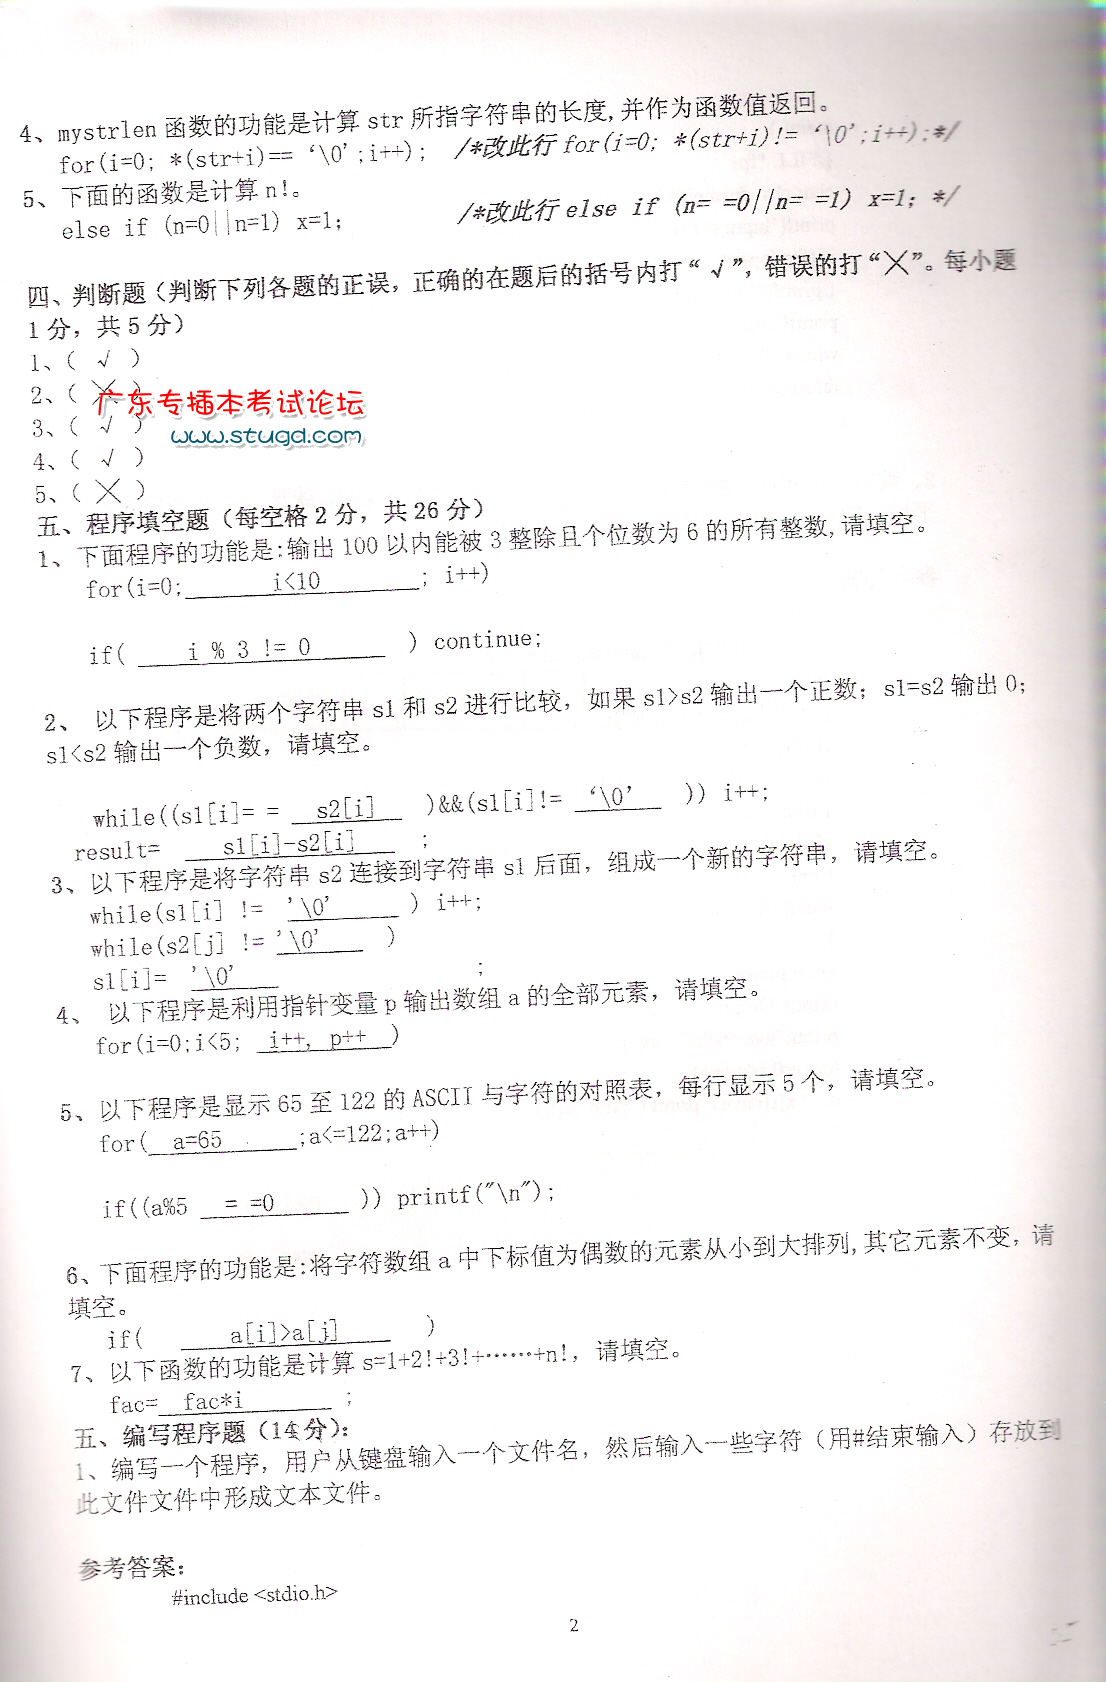 4、mystrlen 函数的功能是计算 str 所指字符串的长度,并作为函数值返回。
for(i=0; *(str+i)== ‘\0’;i++); /*改此行 for(i=0; *(str+i)!= ‘\0’;i++);*/
5、下面的函数是计算 n!。
else if (n=0||n=1) x=1; /*改此行 else if (n= =0||n= =1) x=1; */
四、判断题（判断下列各题的正误，正确的在题后的括号内打“√”，错误的打“╳”。每小题
1 分，共 5 分）
1、( √ )
2、( ╳ )
广东专插本考试论坛
3、( √ )
www.stugd.com
4、( √ )
5、( ╳ )
五、程序填空题（每空格 2 分，共 26 分）
1、下面程序的功能是:输出 100 以内能被 3 整除且个位数为 6 的所有整数,请填空。
for(i=0; i<10 ; i++)
if( i % 3 != 0 ) continue;
2、 以下程序是将两个字符串 s1 和 s2 进行比较，如果 s1>s2 输出一个正数；s1=s2 输出 0；
s1<s2 输出一个负数，请填空。
while((s1[i]= = s2[i] )&&(s1[i]!= ‘\0’ )) i++;
result= s1[i]-s2[i] ;
3、以下程序是将字符串 s2 连接到字符串 s1 后面，组成一个新的字符串，请填空。
while(s1[i] != '\0' ) i++;
while(s2[j] != '\0' )
s1[i]= '\0' ;
4、 以下程序是利用指针变量 p 输出数组 a 的全部元素，请填空。
for(i=0;i<5; i++, p++ )
5、以下程序是显示 65 至 122 的 ASCII 与字符的对照表，每行显示 5 个，请填空。
for( a=65 ;a<=122;a++)
if((a%5 = =0 )) printf("\n");
6、下面程序的功能是:将字符数组 a 中下标值为偶数的元素从小到大排列,其它元素不变，请
填空。
if( a[i]>a[j] )
7、以下函数的功能是计算 s=1+2!+3!+……+n!，请填空。
fac= fac*i ;
五、编写程序题（14 分）：
1、编写一个程序，用户从键盘输入一个文件名，然后输入一些字符（用#结束输入）存放到
此文件文件中形成文本文件。
参考答案：
#include <stdio.h>
2